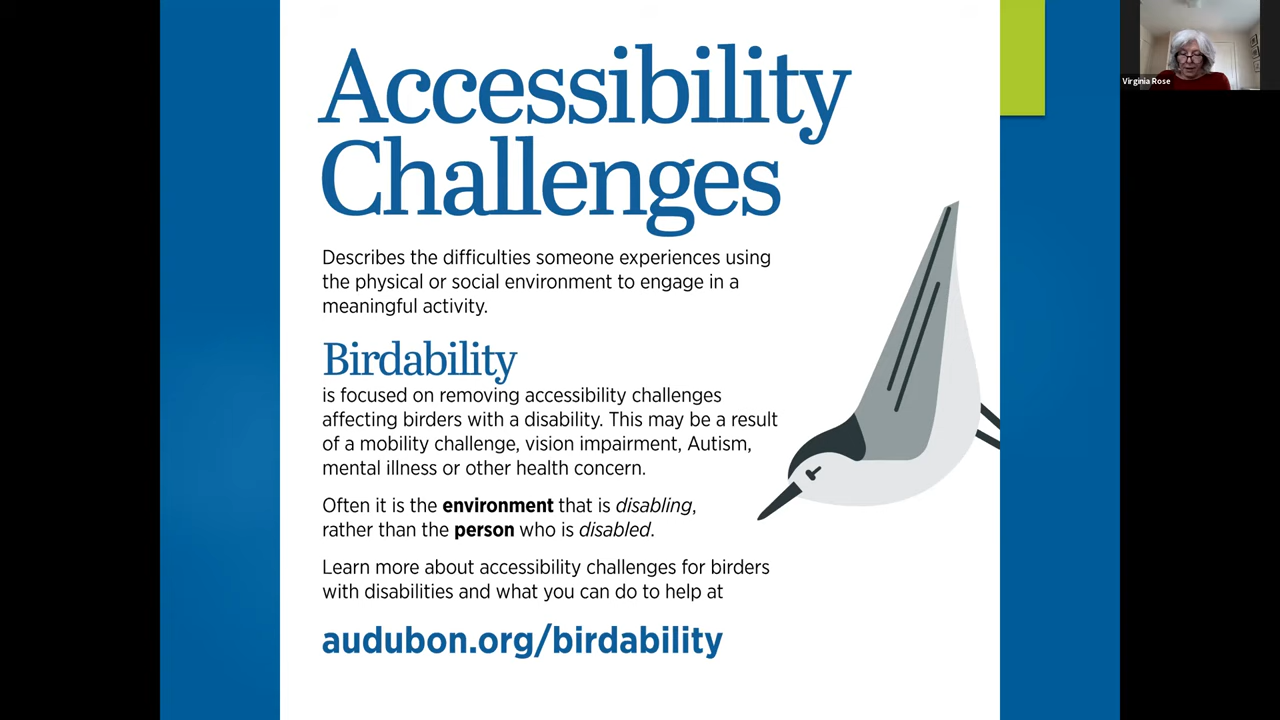 Accessibility
Challenges
Describes the difficulties someone experiences using
the physical or social environment to engage in a
meaningful activity.
Birdability
is focused on removing accessibility challenges
affecting birders with a disability. This may be a result
of a mobility challenge, vision impairment, Autism,
mental illness or other health concern.
Often it is the environment that is disabling,
rather than the person who is disabled.
Learn more about accessibility challenges for birders
with disabilities and what you can do to help at
audubon.org/birdability
Virginia Rose